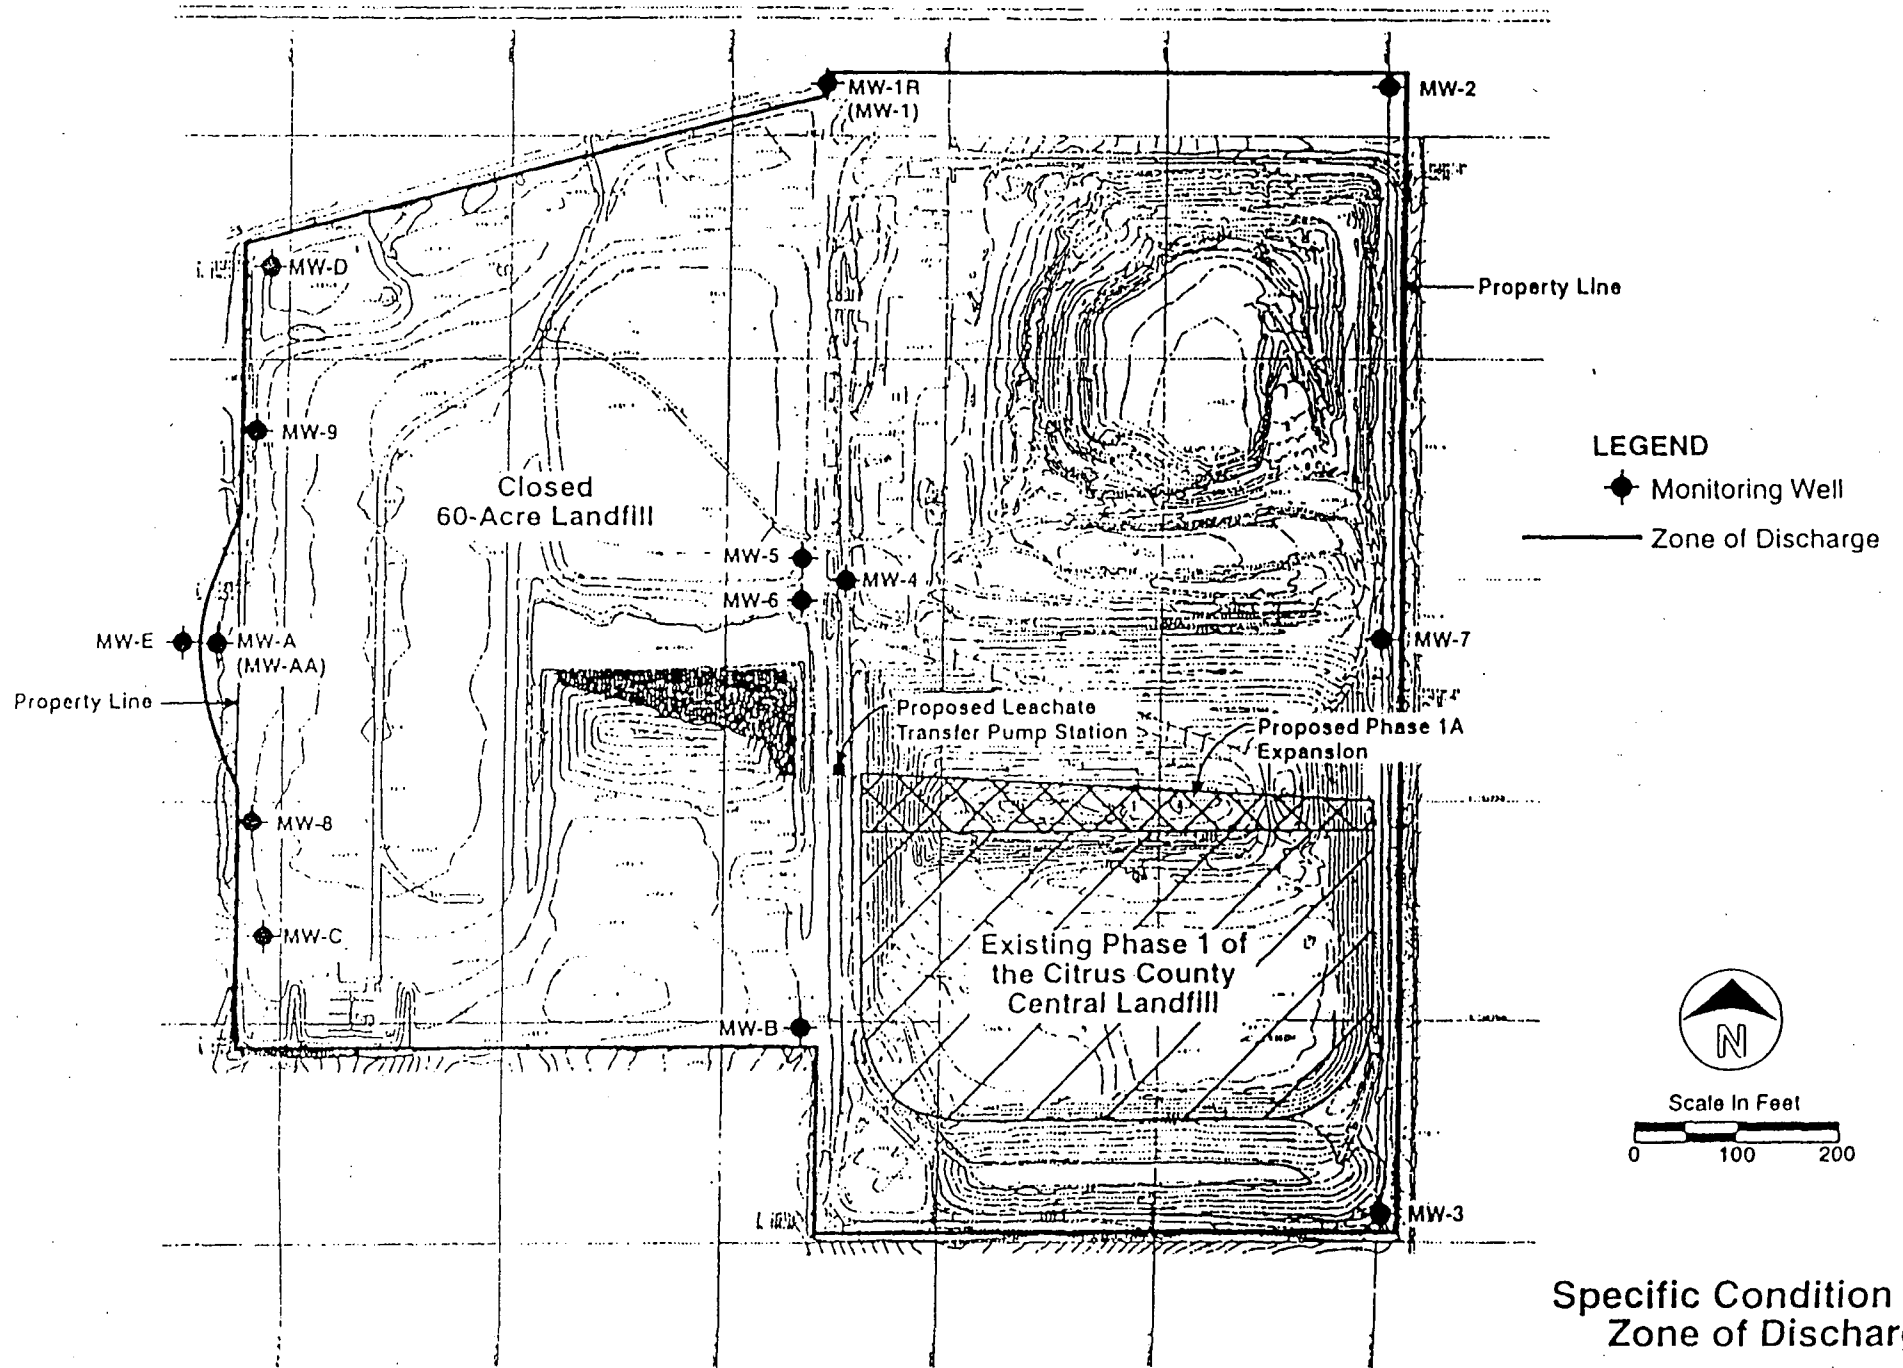 MW-1R
(MW-1)
MW-2
MW-D
Property Line
MW-9
LEGEND
Monitoring Well
Zone of Discharge
Closed
60-Acre Landfill
MW-5
MW-4
MW-6
MW-E
MW-A
(MW-AA)
MW-7
Property Line
Proposed Leachate
Transfer Pump Station
Proposed Phase 1A
Expansion
MW-8
MW-C
Existing Phase 1 of
the Citrus County
Central Landfill
MW-B
N
Scale In Feet
0 100 200
MW-3
Specific Condition
Zone of Dischar